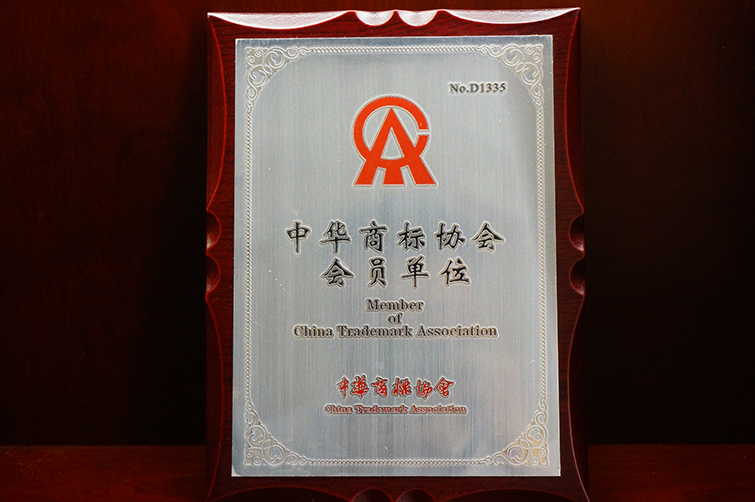 No.D1335
中华商标协会
会员单位
Member
of
China Trademark Association
中華商標協會
China Trademark Association